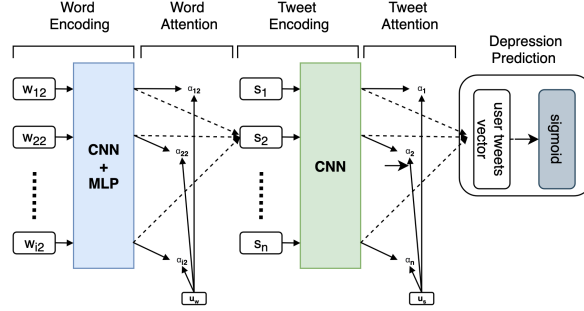 Word Encoding
Word Attention
Tweet Encoding
Tweet Attention
Depression Prediction
w12
w22
wi2
CNN + MLP
α12
α22
αi2
uw
s1
s2
sn
CNN
α1
α2
αn
us
user tweets vector
sigmoid